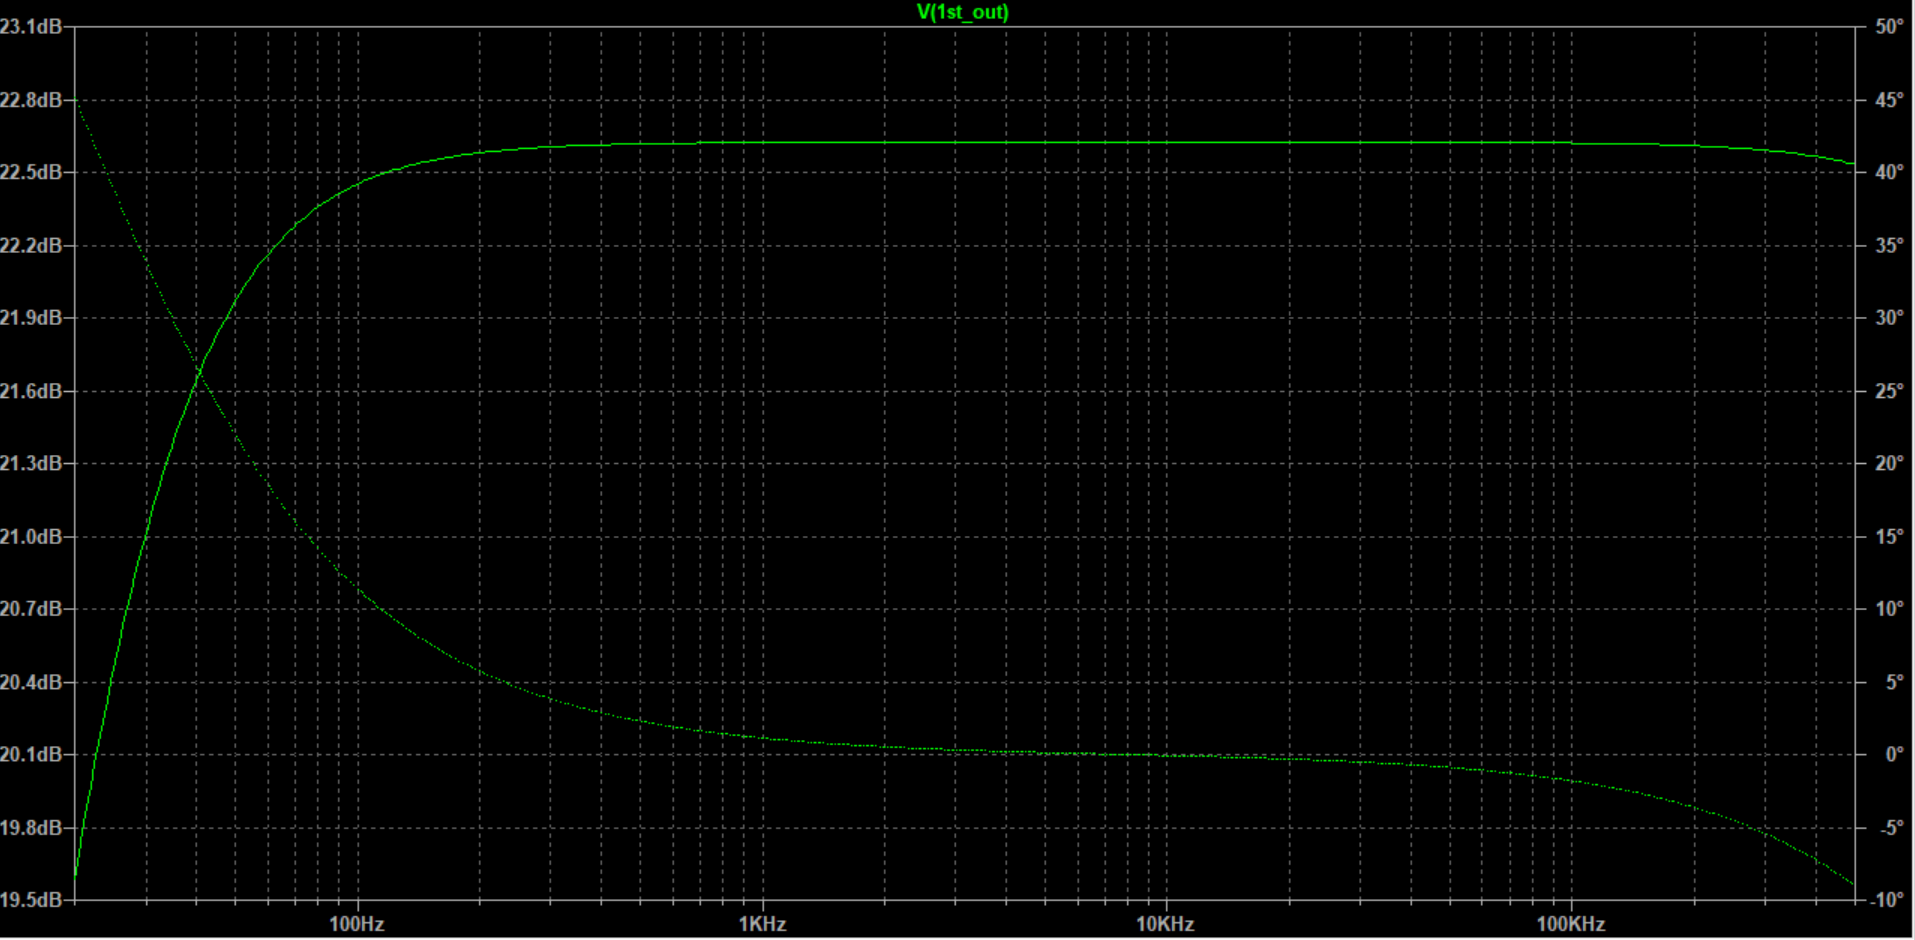 V(1st_out)
23.1dB 50°
22.8dB 45°
22.5dB 40°
22.2dB 35°
21.9dB 30°
21.6dB 25°
21.3dB 20°
21.0dB 15°
20.7dB 10°
20.4dB 5°
20.1dB 0°
19.8dB -5°
19.5dB -10°
100Hz 1KHz 10KHz 100KHz